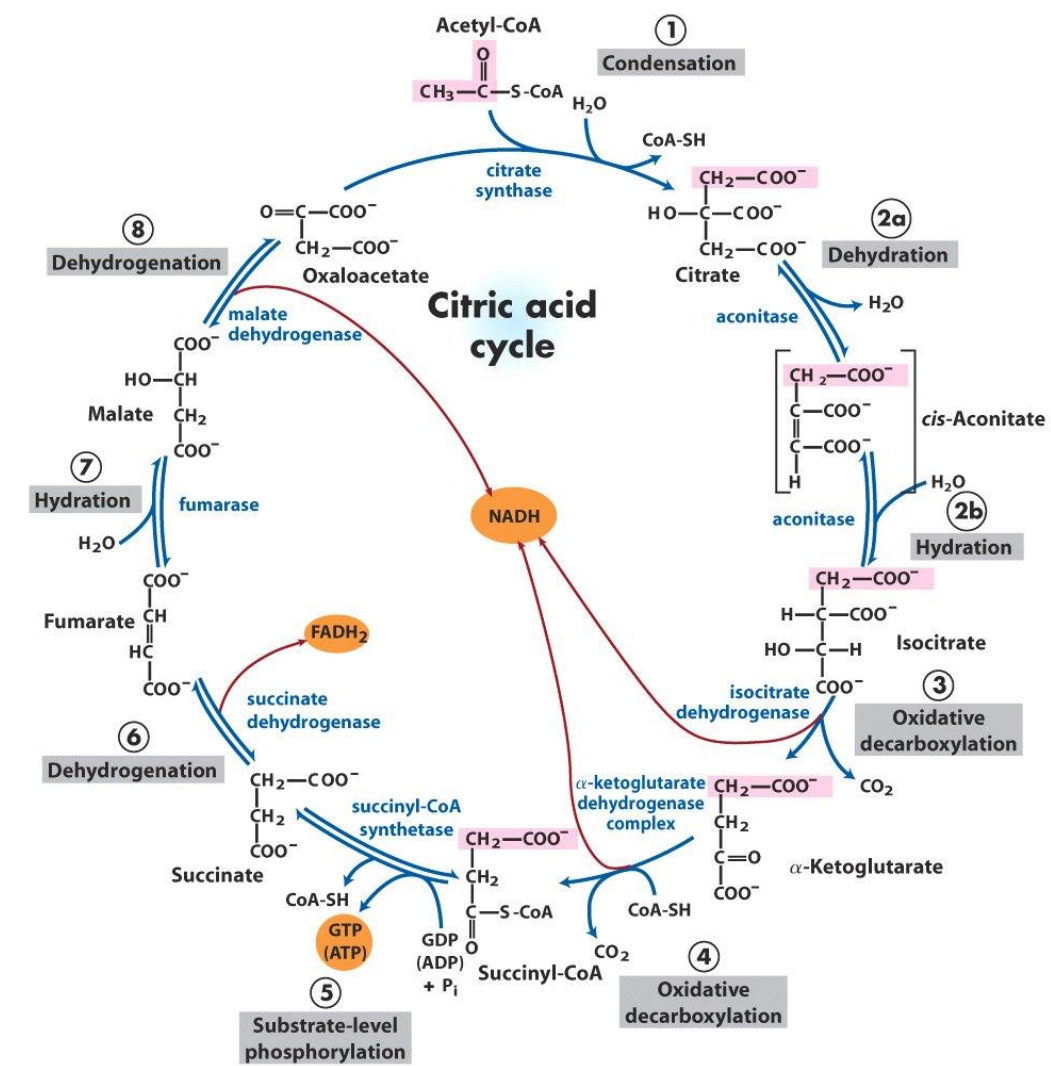 Acetyl-CoA
O
CH₃—C—S-CoA
①
Condensation
H₂O
CoA-SH
citrate
synthase
CH₂—COO⁻
HO—C—COO⁻
CH₂—COO⁻
Citrate
2a
Dehydration
H₂O
aconitase
CH₂—COO⁻
C—COO⁻
C—COO⁻
H
cis-Aconitate
H₂O
aconitase
2b
Hydration
CH₂—COO⁻
H—C—COO⁻
HO—C—H
COO⁻
Isocitrate
isocitrate
dehydrogenase
③
Oxidative
decarboxylation
CO₂
CH₂—COO⁻
CH₂
C=O
COO⁻
α-Ketoglutarate
α-ketoglutarate
dehydrogenase
complex
CoA-SH
CO₂
④
Oxidative
decarboxylation
CH₂—COO⁻
CH₂
C—S-CoA
O
Succinyl-CoA
succinyl-CoA
synthetase
GDP
(ADP)
+ Pᵢ
CoA-SH
GTP
(ATP)
⑤
Substrate-level
phosphorylation
CH₂—COO⁻
CH₂
COO⁻
Succinate
succinate
dehydrogenase
FADH₂
⑥
Dehydrogenation
COO⁻
CH
HC
COO⁻
Fumarate
fumarase
H₂O
⑦
Hydration
COO⁻
HO—CH
CH₂
COO⁻
Malate
malate
dehydrogenase
⑧
Dehydrogenation
O=C—COO⁻
CH₂—COO⁻
Oxaloacetate
Citric acid
cycle
NADH